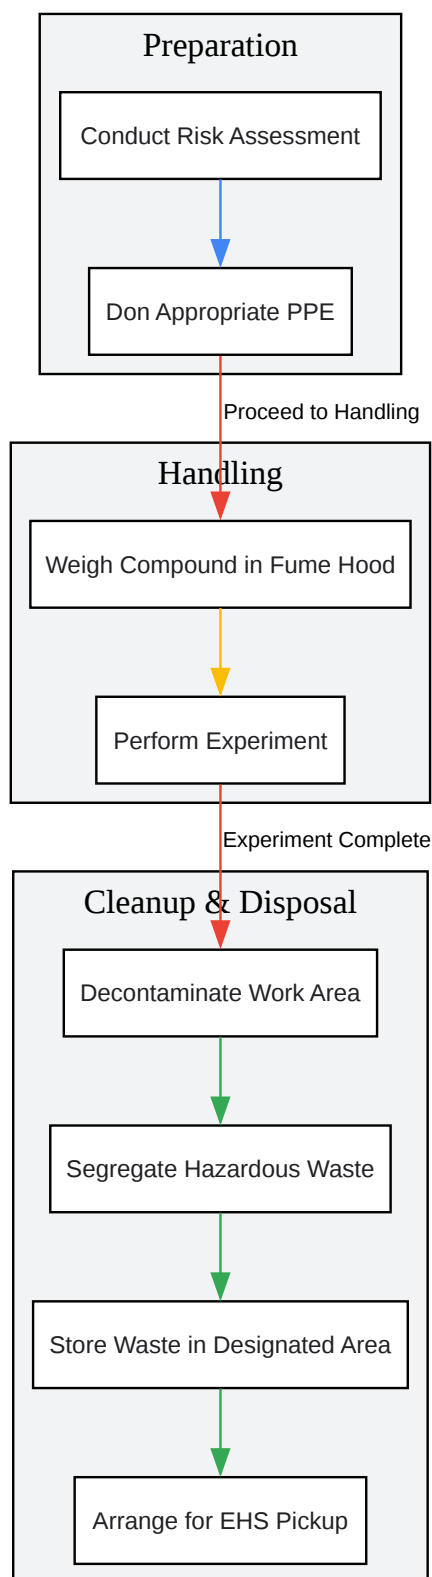 Preparation
Conduct Risk Assessment
Don Appropriate PPE
Proceed to Handling
Handling
Weigh Compound in Fume Hood
Perform Experiment
Experiment Complete
Cleanup & Disposal
Decontaminate Work Area
Segregate Hazardous Waste
Store Waste in Designated Area
Arrange for EHS Pickup